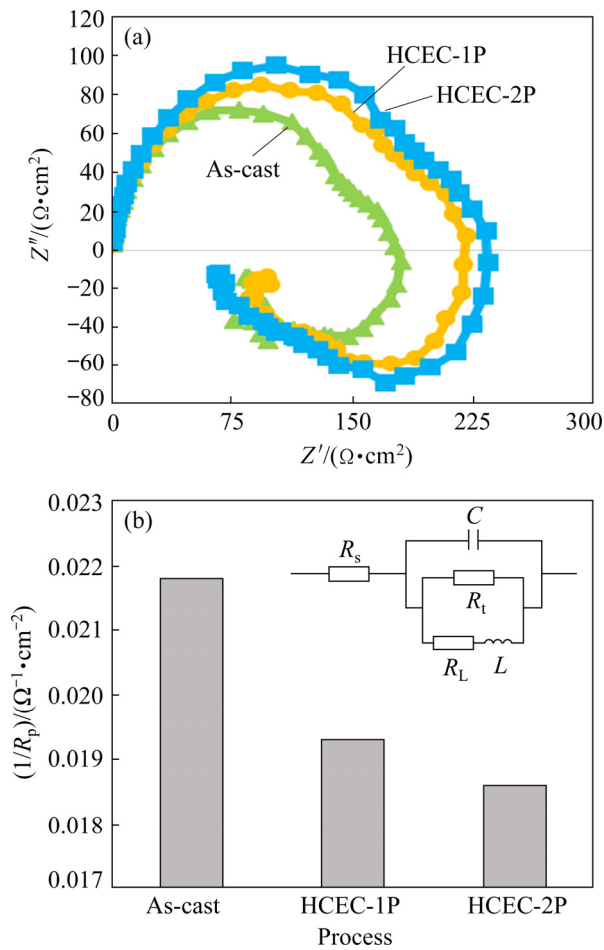 120
100
80
60
40
20
0
−20
−40
−60
−80
Z″/(Ω•cm²)
(a)
HCEC-1P
HCEC-2P
As-cast
0 75 150 225 300
Z′/(Ω•cm²)
0.023
0.022
0.021
0.020
0.019
0.018
0.017
(1/Rₚ)/(Ω⁻¹•cm⁻²)
(b)
C
Rₛ
Rₜ
R_L L
As-cast HCEC-1P HCEC-2P
Process